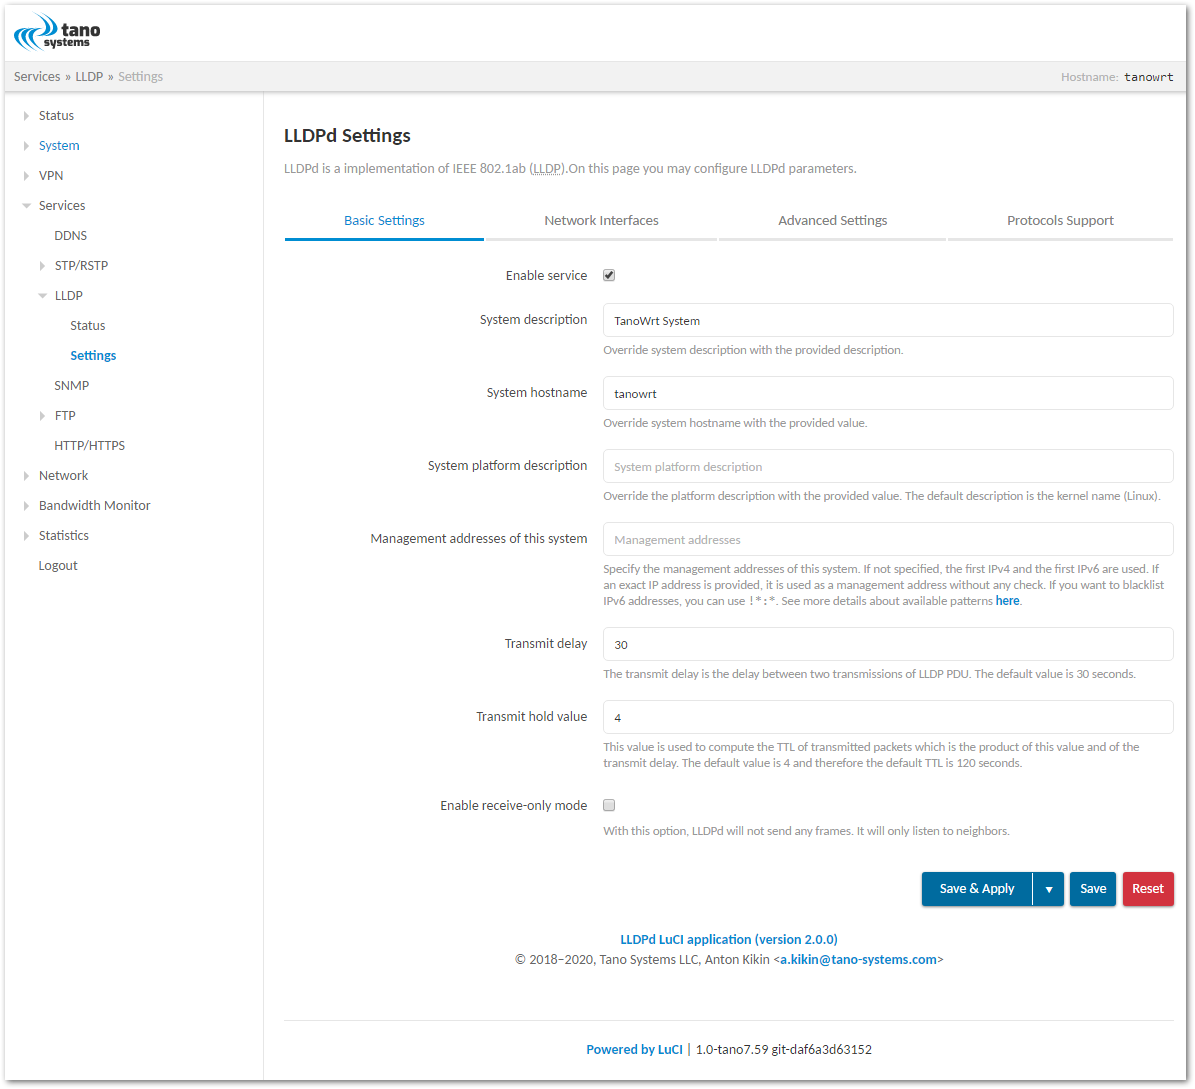 tano
systems
Services » LLDP » Settings
Hostname: tanowrt
Status
System
VPN
Services
DDNS
STP/RSTP
LLDP
Status
Settings
SNMP
FTP
HTTP/HTTPS
Network
Bandwidth Monitor
Statistics
Logout
LLDPd Settings
LLDPd is a implementation of IEEE 802.1ab (LLDP).On this page you may configure LLDPd parameters.
Basic Settings
Network Interfaces
Advanced Settings
Protocols Support
Enable service
System description
TanoWrt System
Override system description with the provided description.
System hostname
tanowrt
Override system hostname with the provided value.
System platform description
System platform description
Override the platform description with the provided value. The default description is the kernel name (Linux).
Management addresses of this system
Management addresses
Specify the management addresses of this system. If not specified, the first IPv4 and the first IPv6 are used. If
an exact IP address is provided, it is used as a management address without any check. If you want to blacklist
IPv6 addresses, you can use !*:*. See more details about available patterns here.
Transmit delay
30
The transmit delay is the delay between two transmissions of LLDP PDU. The default value is 30 seconds.
Transmit hold value
4
This value is used to compute the TTL of transmitted packets which is the product of this value and of the
transmit delay. The default value is 4 and therefore the default TTL is 120 seconds.
Enable receive-only mode
With this option, LLDPd will not send any frames. It will only listen to neighbors.
Save & Apply
Save
Reset
LLDPd LuCI application (version 2.0.0)
© 2018–2020, Tano Systems LLC, Anton Kikin <a.kikin@tano-systems.com>
Powered by LuCI | 1.0-tano7.59 git-daf6a3d63152